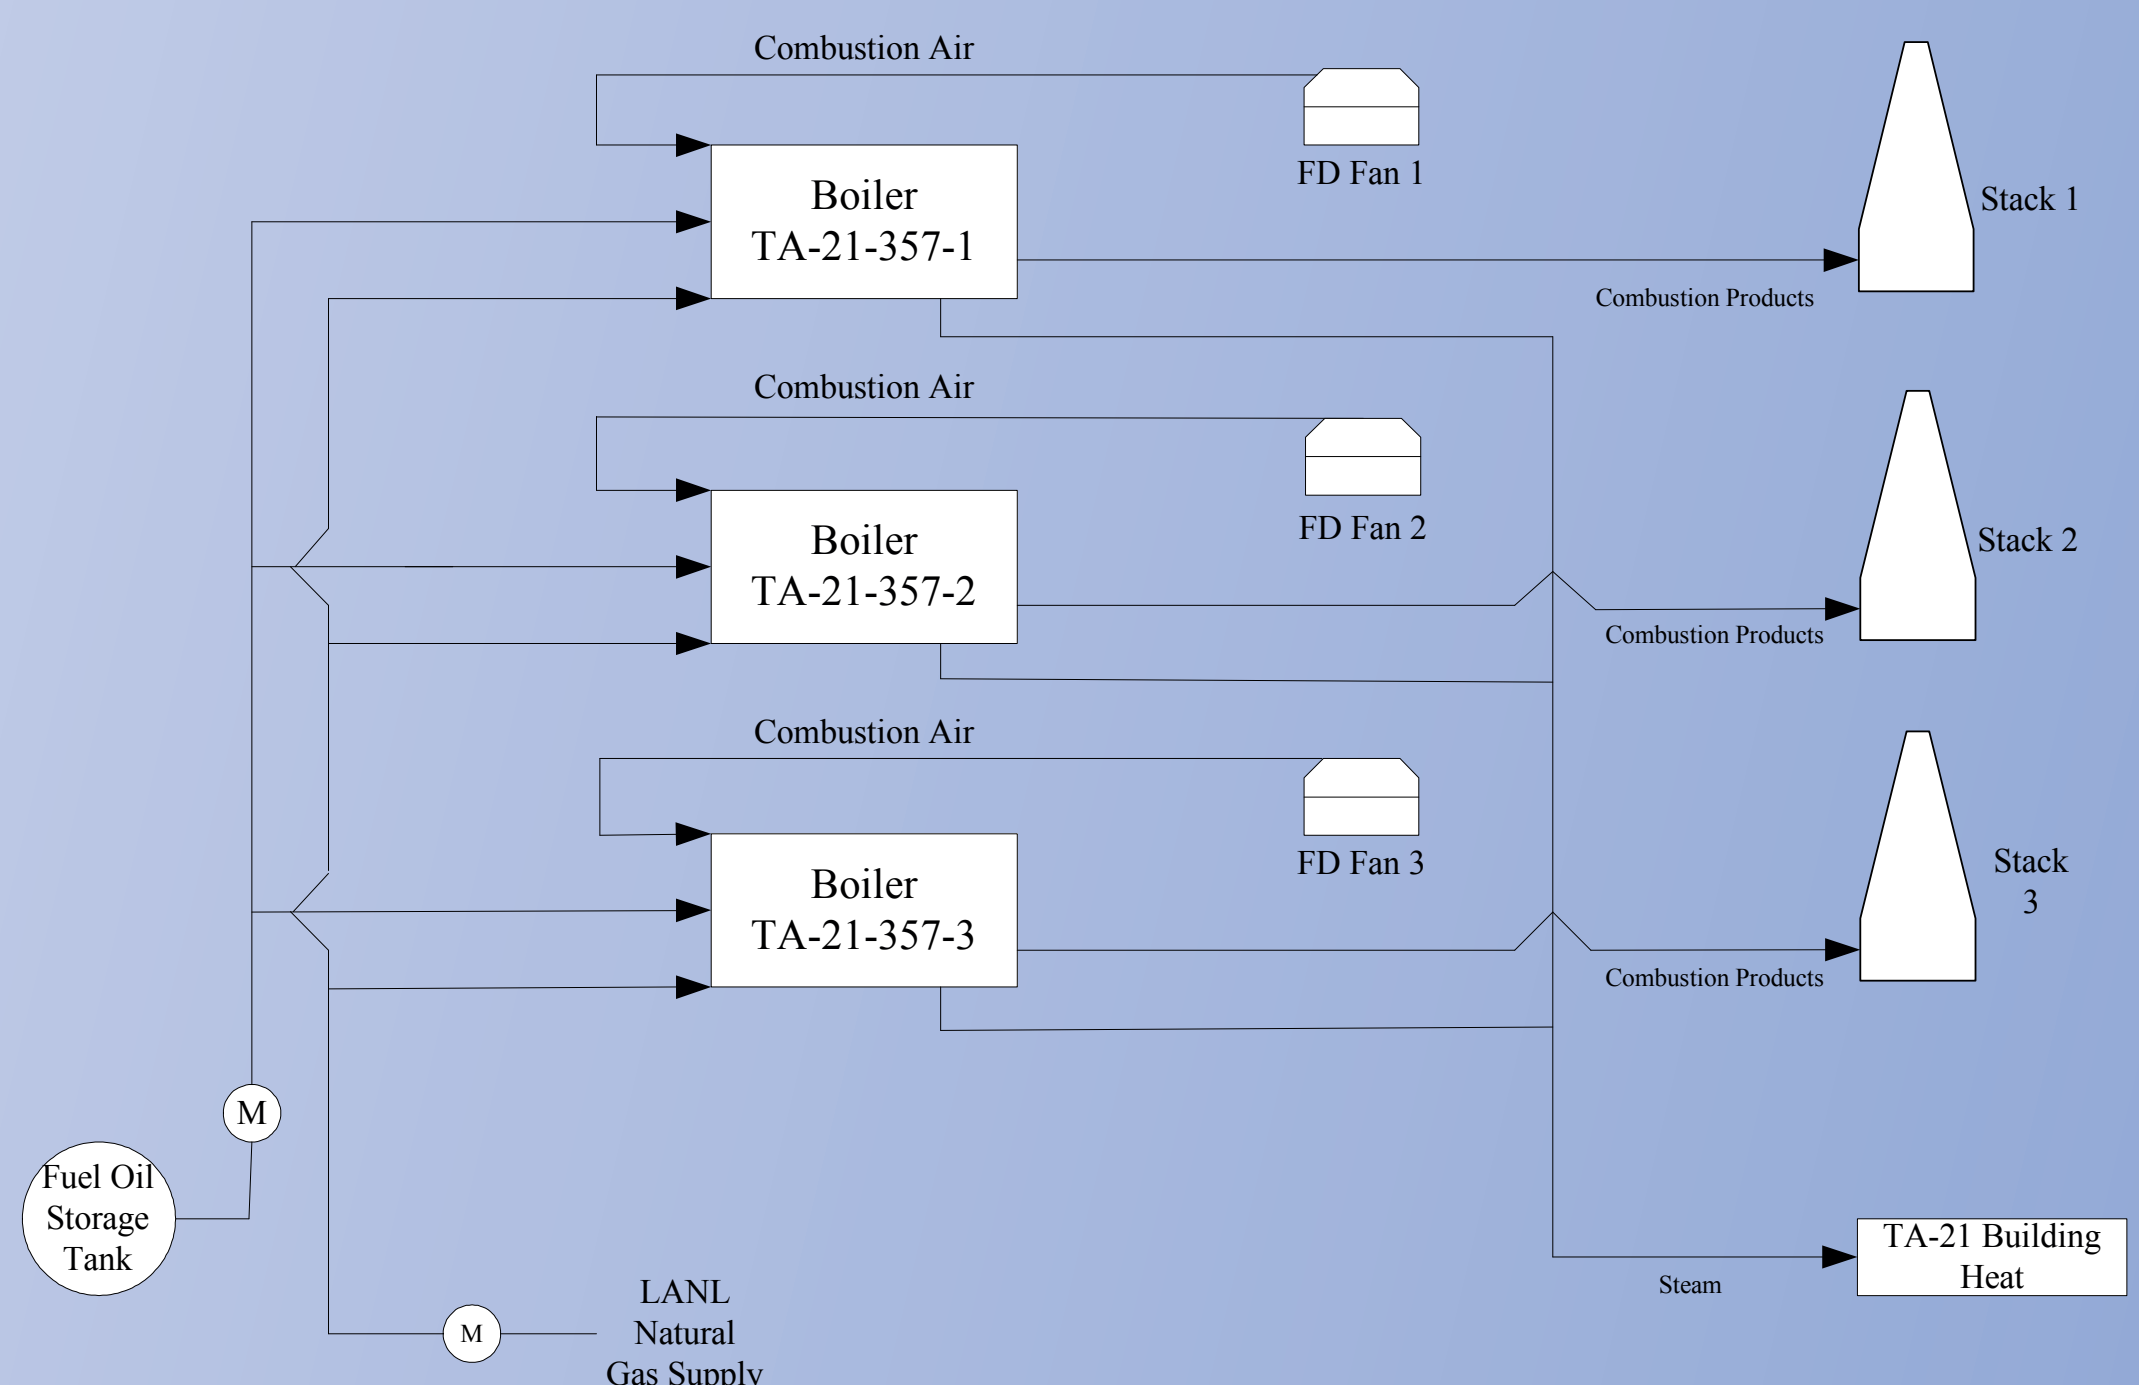 Combustion Air
FD Fan 1
Boiler
TA-21-357-1
Stack 1
Combustion Products
Combustion Air
FD Fan 2
Boiler
TA-21-357-2
Stack 2
Combustion Products
Combustion Air
FD Fan 3
Boiler
TA-21-357-3
Stack
3
Combustion Products
M
Fuel Oil
Storage
Tank
TA-21 Building
Heat
Steam
M
LANL
Natural
Gas Supply